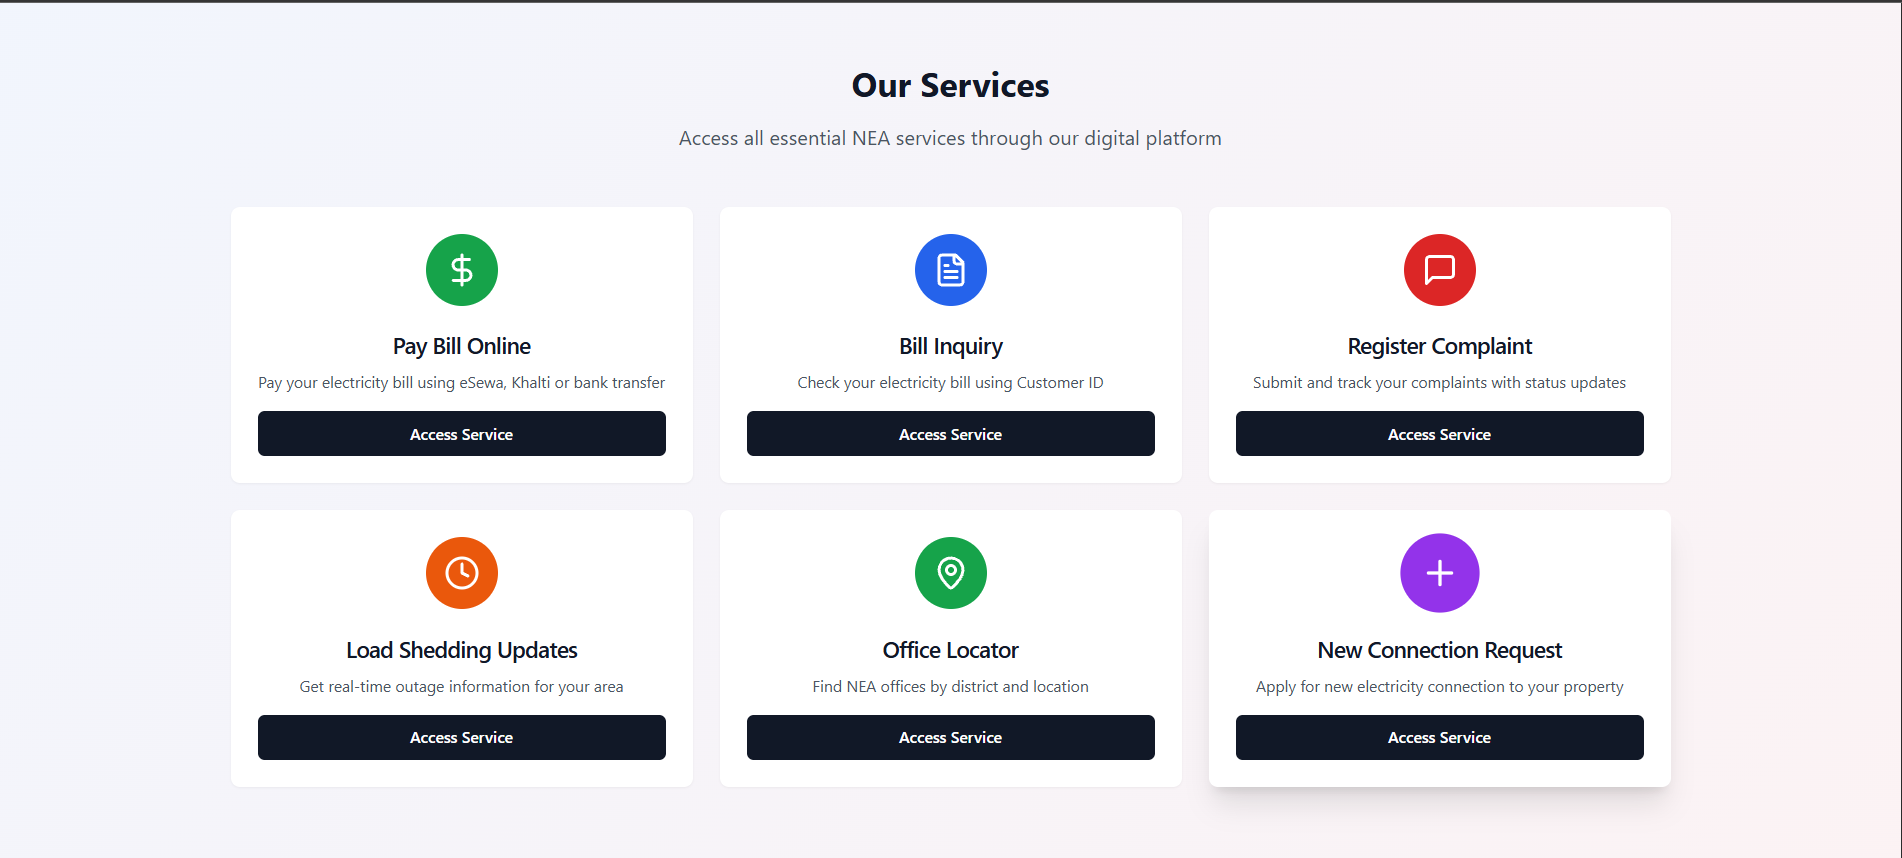 Our Services
Access all essential NEA services through our digital platform
Pay Bill Online
Pay your electricity bill using eSewa, Khalti or bank transfer
Access Service
Bill Inquiry
Check your electricity bill using Customer ID
Access Service
Register Complaint
Submit and track your complaints with status updates
Access Service
Load Shedding Updates
Get real-time outage information for your area
Access Service
Office Locator
Find NEA offices by district and location
Access Service
New Connection Request
Apply for new electricity connection to your property
Access Service